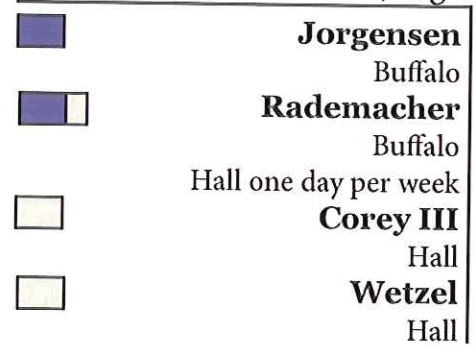 Jorgensen
Buffalo
Rademacher
Buffalo
Hall one day per week
Corey III
Hall
Wetzel
Hall